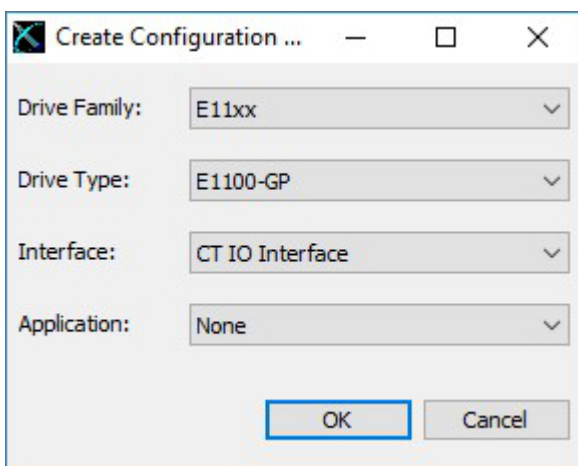 Create Configuration ...
Drive Family: E11xx
Drive Type: E1100-GP
Interface: CT IO Interface
Application: None
OK Cancel